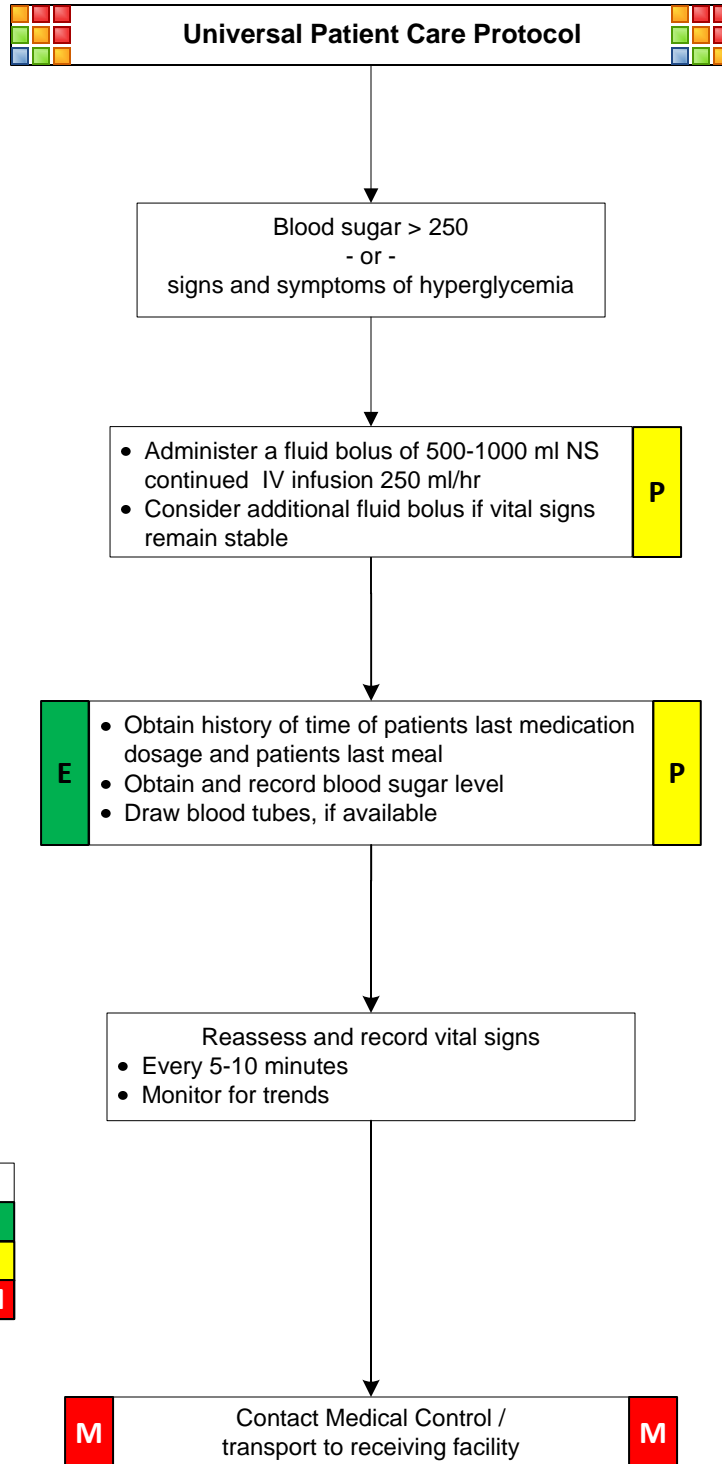 Universal Patient Care Protocol
Blood sugar > 250
- or -
signs and symptoms of hyperglycemia
• Administer a fluid bolus of 500-1000 ml NS
continued IV infusion 250 ml/hr
• Consider additional fluid bolus if vital signs
remain stable
P
E
• Obtain history of time of patients last medication
dosage and patients last meal
• Obtain and record blood sugar level
• Draw blood tubes, if available
P
Reassess and record vital signs
• Every 5-10 minutes
• Monitor for trends
M
Contact Medical Control /
transport to receiving facility
M